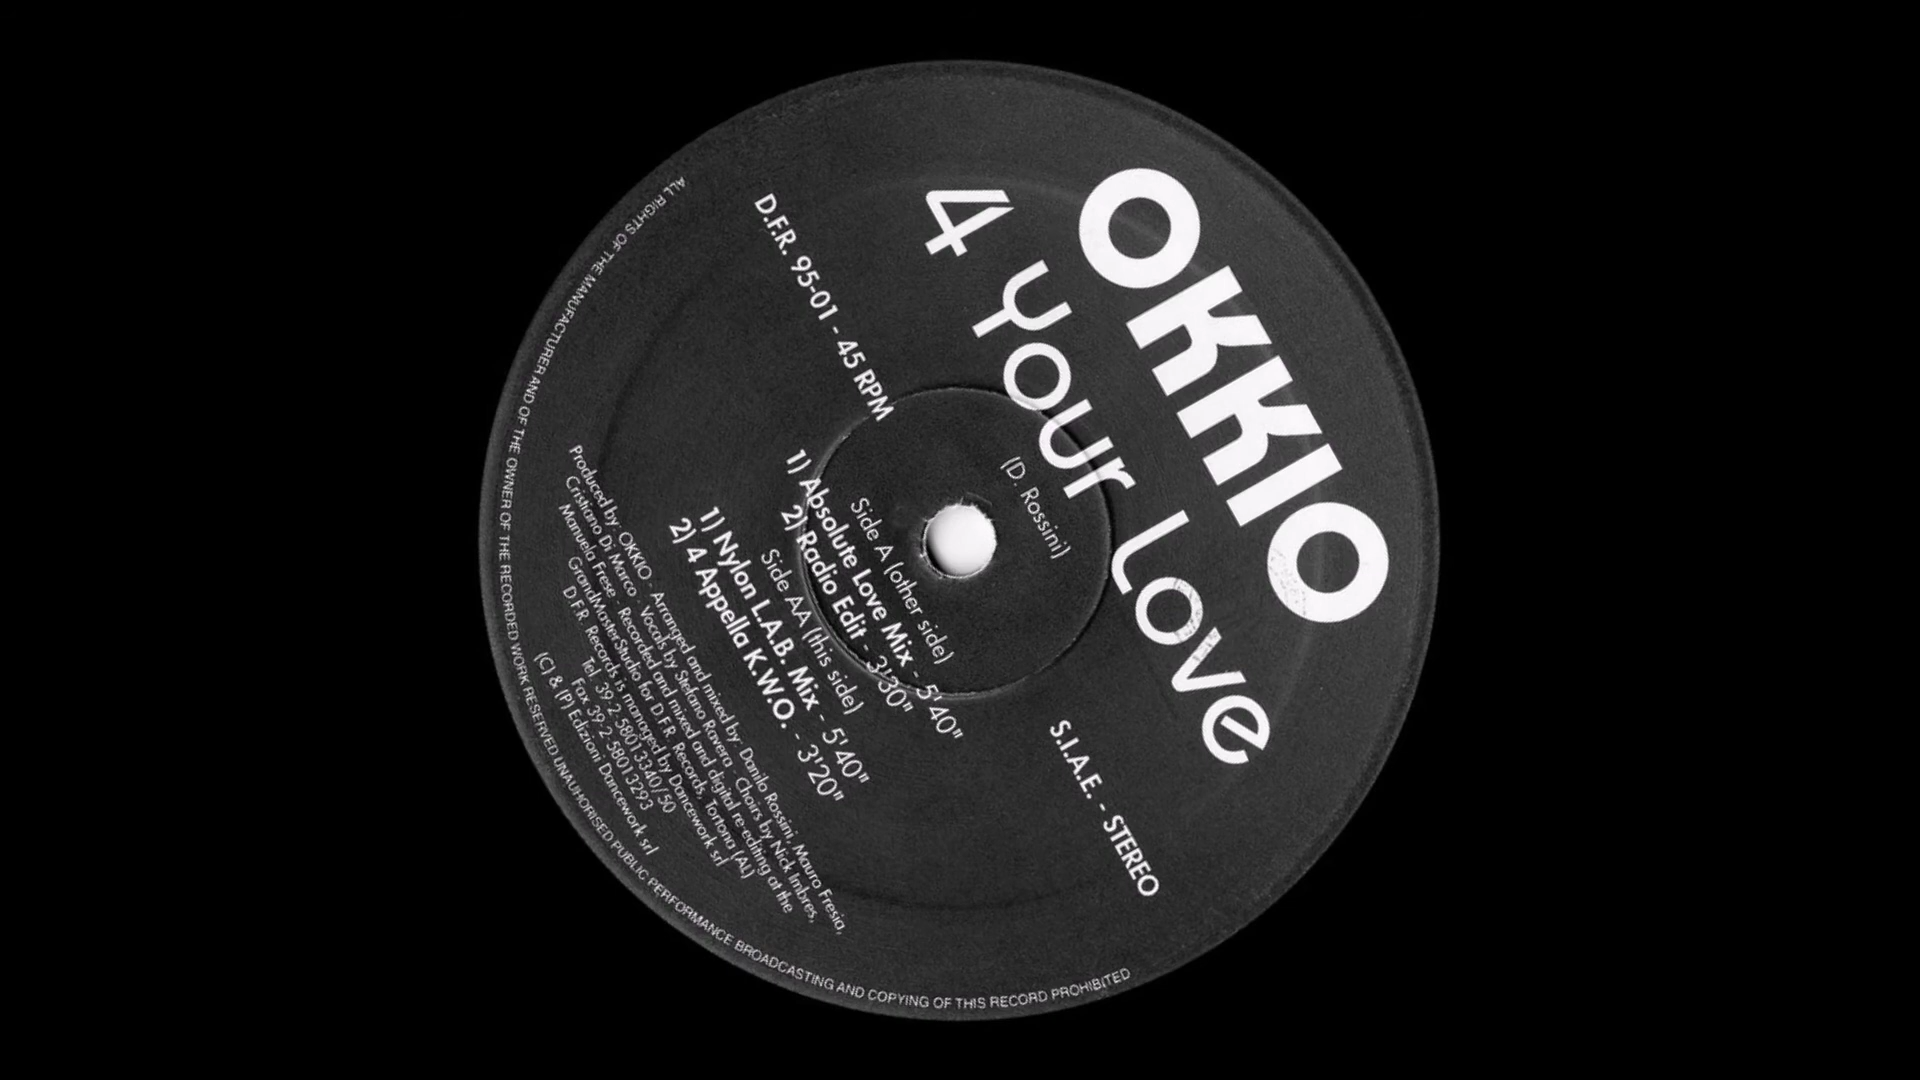 OKKIO
4 Your Love
(D. Rossini)
D.F.R. 95-01 - 45 RPM
S.I.A.E. - STEREO
Side A (other side)
1) Absolute Love Mix - 5'40"
2) Radio Edit - 3'30"
Side AA (this side)
1) Nylon L.A.B. Mix - 5'40"
2) 4 Appella K.W.O. - 3'20"
Produced by: OKKIO - Arranged and mixed by: Danilo Rossini, Mauro Fresia,
Cristiano Di Marco - Vocals by Stefano Ravera - Choirs by Nick Imbres,
Manuela Frese - Recorded and mixed and digital re-editing at the
GrandMasterStudio for D.F.R. Records, Tortona (AL)
D.F.R. Records is managed by Dancework srl
Tel. 39-2 58013340/50
Fax 39-2 58013293
(C) & (P) Edizioni Dancework srl
ALL RIGHTS OF THE MANUFACTURER AND OF THE OWNER OF THE RECORDED WORK RESERVED UNAUHORISED PUBLIC PERFORMANCE BROADCASTING AND COPYING OF THIS RECORD PROHIBITED